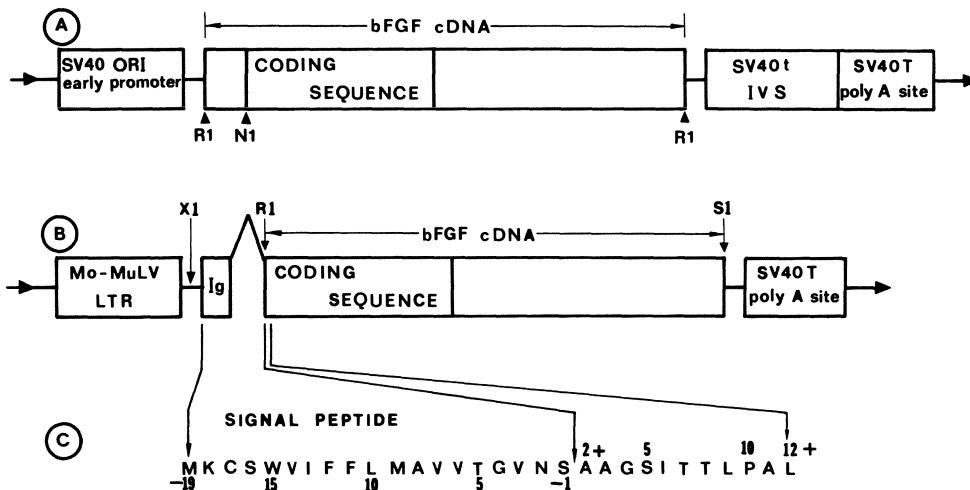 A
bFGF cDNA
SV40 ORI
early promoter
CODING
SEQUENCE
SV40t
IVS
SV40T
poly A site
R1
N1
R1
B
X1
R1
S1
bFGF cDNA
Mo-MuLV
LTR
Ig
CODING
SEQUENCE
SV40T
poly A site
C
SIGNAL PEPTIDE
2+ 5 10 12 +
M K C S W V I F F L M A V V T G V N S A A G S I T T L P A L
-19 15 10 5 -1